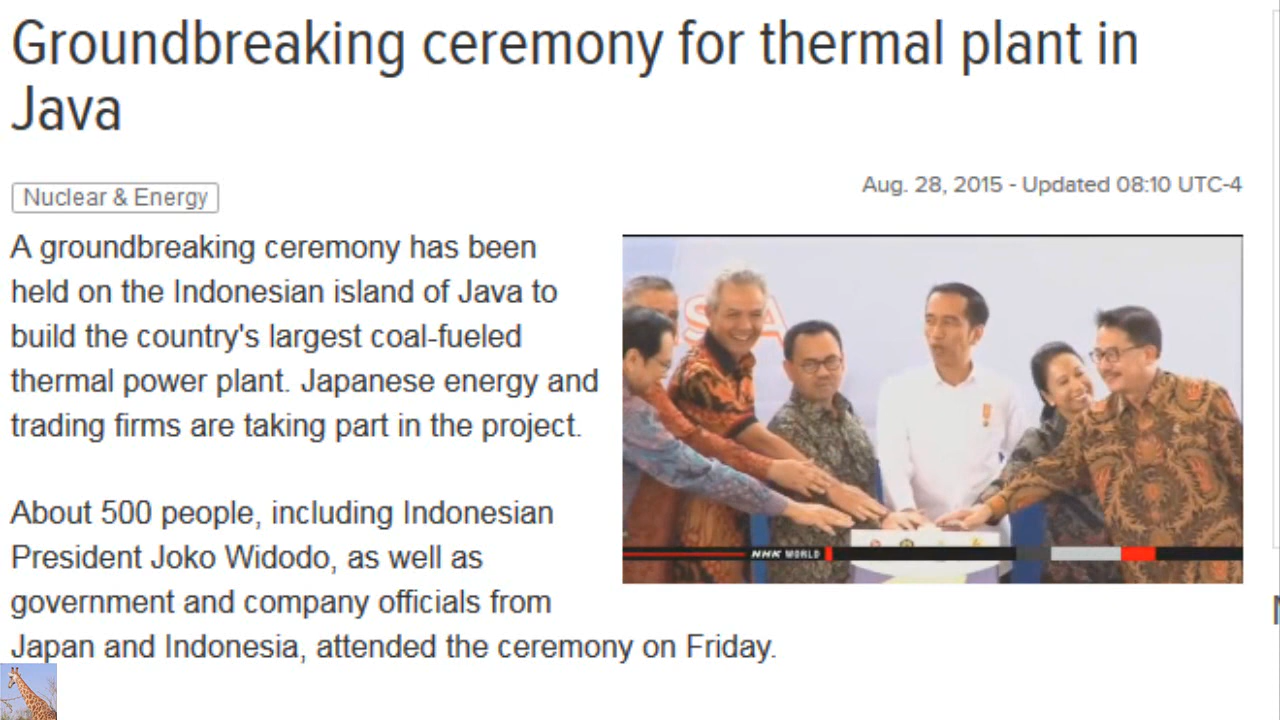 Groundbreaking ceremony for thermal plant in
Java
Nuclear & Energy
Aug. 28, 2015 - Updated 08:10 UTC-4
A groundbreaking ceremony has been
held on the Indonesian island of Java to
build the country's largest coal-fueled
thermal power plant. Japanese energy and
trading firms are taking part in the project.
About 500 people, including Indonesian
President Joko Widodo, as well as
government and company officials from
Japan and Indonesia, attended the ceremony on Friday.
NHK WORLD